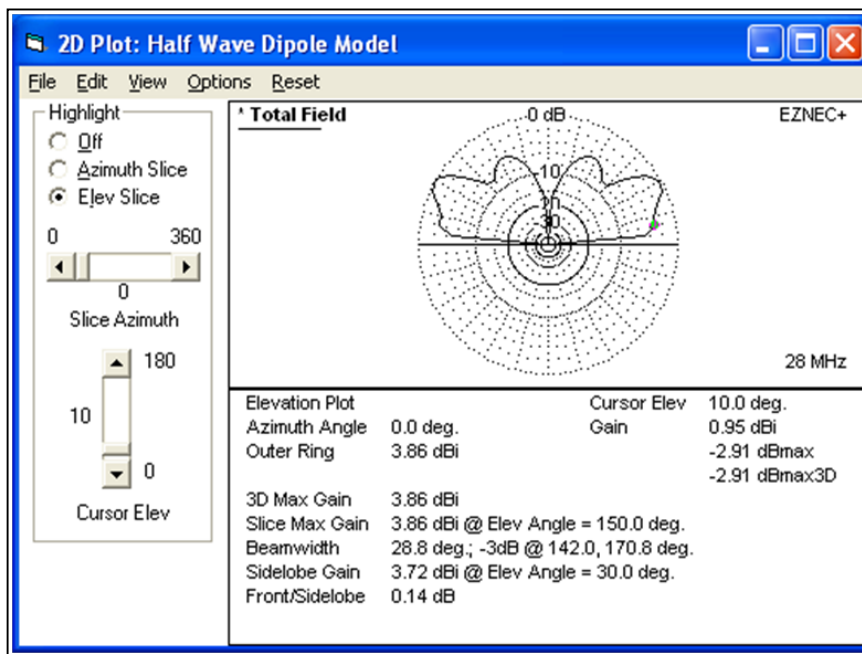 2D Plot: Half Wave Dipole Model
File Edit View Options Reset
Highlight
Off
Azimuth Slice
Elev Slice
0 360
0
Slice Azimuth
180
10
0
Cursor Elev
* Total Field
0 dB
EZNEC+
-10
-20
-30
28 MHz
Elevation Plot Cursor Elev 10.0 deg.
Azimuth Angle 0.0 deg. Gain 0.95 dBi
Outer Ring 3.86 dBi -2.91 dBmax
-2.91 dBmax3D
3D Max Gain 3.86 dBi
Slice Max Gain 3.86 dBi @ Elev Angle = 150.0 deg.
Beamwidth 28.8 deg.; -3dB @ 142.0, 170.8 deg.
Sidelobe Gain 3.72 dBi @ Elev Angle = 30.0 deg.
Front/Sidelobe 0.14 dB